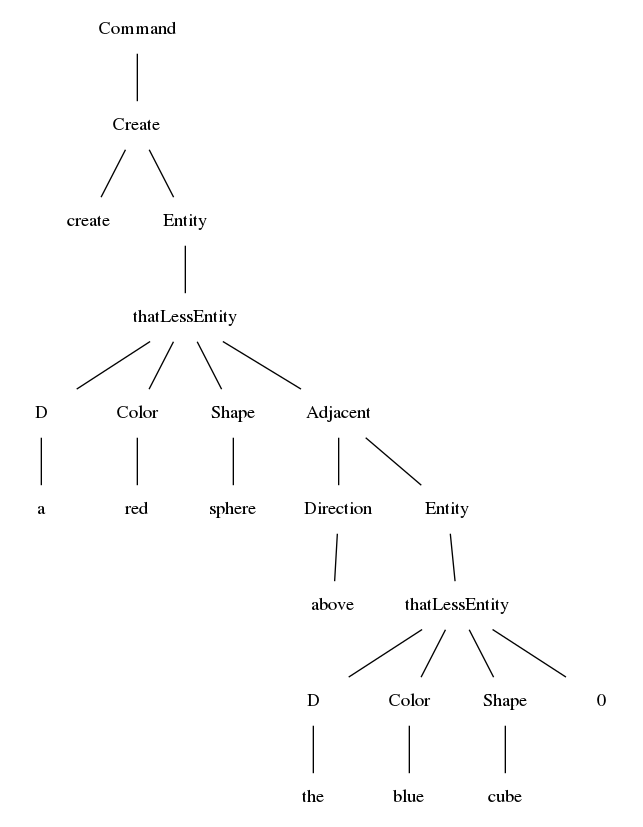 Command
Create
create Entity
thatLessEntity
D Color Shape Adjacent
a red sphere Direction Entity
above thatLessEntity
D Color Shape 0
the blue cube